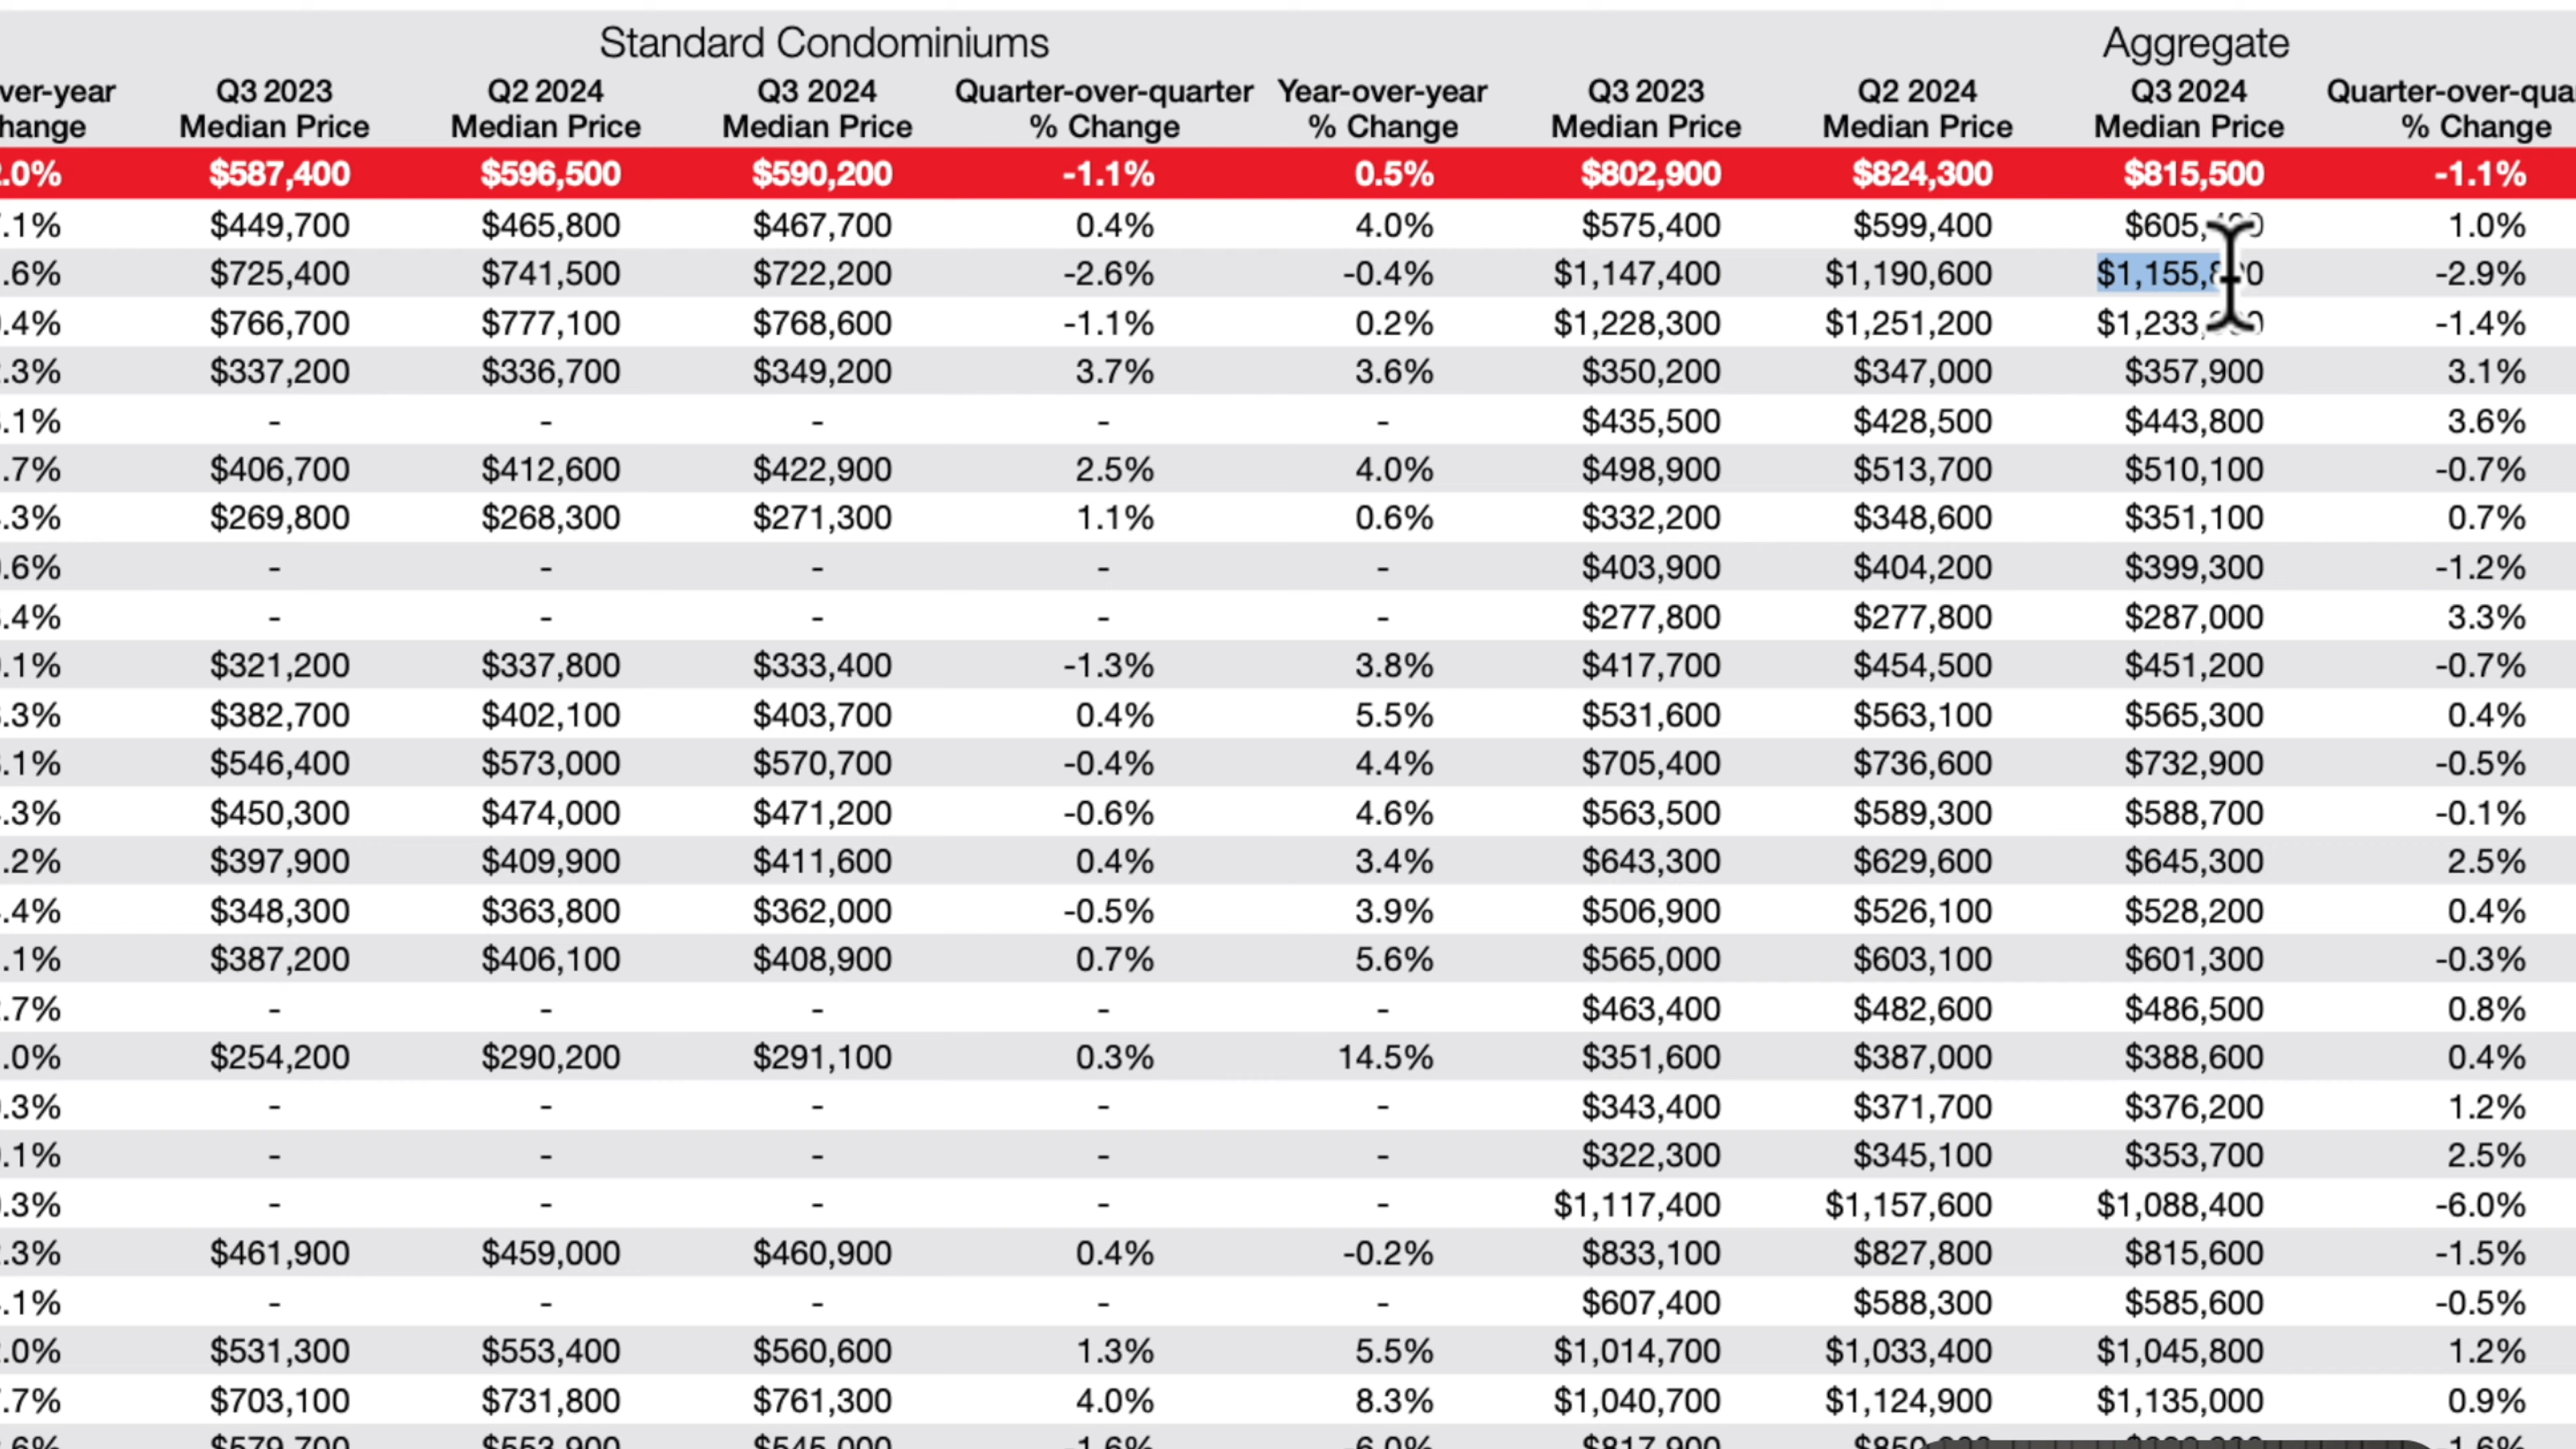 Standard Condominiums Aggregate
ver-year Q3 2023 Q2 2024 Q3 2024 Quarter-over-quarter Year-over-year Q3 2023 Q2 2024 Q3 2024 Quarter-over-qua
hange Median Price Median Price Median Price % Change % Change Median Price Median Price Median Price % Change
.0% $587,400 $596,500 $590,200 -1.1% 0.5% $802,900 $824,300 $815,500 -1.1%
.1% $449,700 $465,800 $467,700 0.4% 4.0% $575,400 $599,400 1.0%
.6% $725,400 $741,500 $722,200 -2.6% -0.4% $1,147,400 $1,190,600 -2.9%
.4% $766,700 $777,100 $768,600 -1.1% 0.2% $1,228,300 $1,251,200 -1.4%
.3% $337,200 $336,700 $349,200 3.7% 3.6% $350,200 $347,000 $357,900 3.1%
.1% - - - - - $435,500 $428,500 $443,800 3.6%
.7% $406,700 $412,600 $422,900 2.5% 4.0% $498,900 $513,700 $510,100 -0.7%
.3% $269,800 $268,300 $271,300 1.1% 0.6% $332,200 $348,600 $351,100 0.7%
.6% - - - - - $403,900 $404,200 $399,300 -1.2%
.4% - - - - - $277,800 $277,800 $287,000 3.3%
.1% $321,200 $337,800 $333,400 -1.3% 3.8% $417,700 $454,500 $451,200 -0.7%
.3% $382,700 $402,100 $403,700 0.4% 5.5% $531,600 $563,100 $565,300 0.4%
.1% $546,400 $573,000 $570,700 -0.4% 4.4% $705,400 $736,600 $732,900 -0.5%
.3% $450,300 $474,000 $471,200 -0.6% 4.6% $563,500 $589,300 $588,700 -0.1%
.2% $397,900 $409,900 $411,600 0.4% 3.4% $643,300 $629,600 $645,300 2.5%
.4% $348,300 $363,800 $362,000 -0.5% 3.9% $506,900 $526,100 $528,200 0.4%
.1% $387,200 $406,100 $408,900 0.7% 5.6% $565,000 $603,100 $601,300 -0.3%
.7% - - - - - $463,400 $482,600 $486,500 0.8%
.0% $254,200 $290,200 $291,100 0.3% 14.5% $351,600 $387,000 $388,600 0.4%
.3% - - - - - $343,400 $371,700 $376,200 1.2%
.1% - - - - - $322,300 $345,100 $353,700 2.5%
.3% - - - - - $1,117,400 $1,157,600 $1,088,400 -6.0%
.3% $461,900 $459,000 $460,900 0.4% -0.2% $833,100 $827,800 $815,600 -1.5%
.1% - - - - - $607,400 $588,300 $585,600 -0.5%
.0% $531,300 $553,400 $560,600 1.3% 5.5% $1,014,700 $1,033,400 $1,045,800 1.2%
.7% $703,100 $731,800 $761,300 4.0% 8.3% $1,040,700 $1,124,900 $1,135,000 0.9%
.6% $579,700 $553,900 $545,000 -1.6% -6.0% $817,900